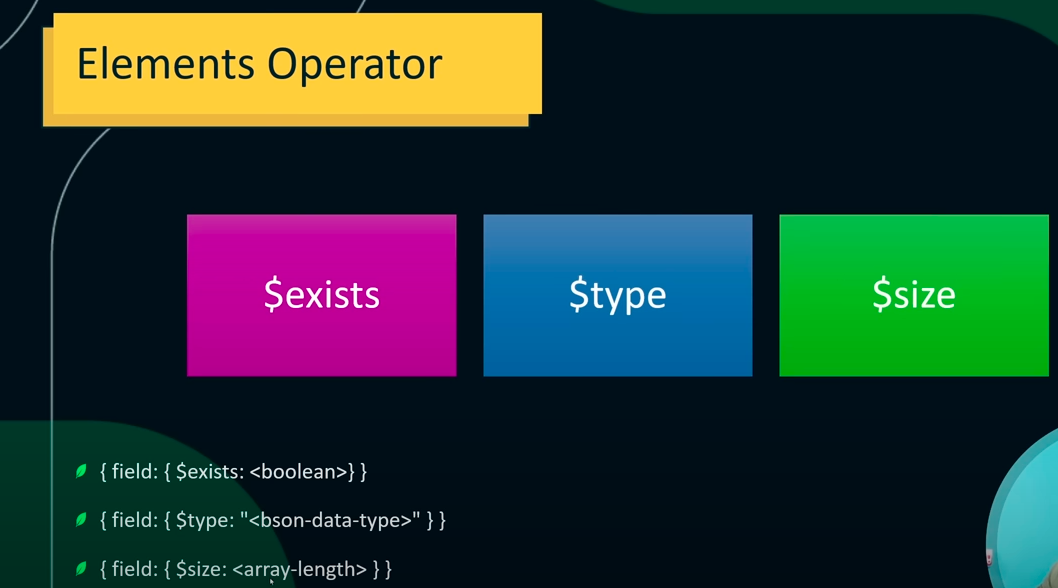 Elements Operator
$exists
$type
$size
{ field: { $exists: <boolean>} }
{ field: { $type: "<bson-data-type>" } }
{ field: { $size: <array-length> } }